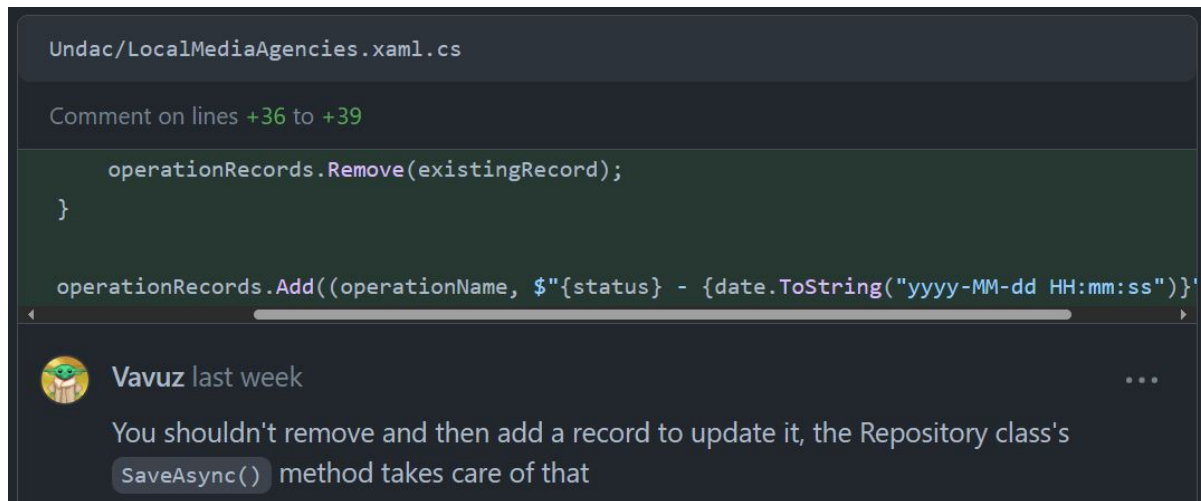 Undac/LocalMediaAgencies.xaml.cs
Comment on lines +36 to +39
operationRecords.Remove(existingRecord);
}
operationRecords.Add((operationName, $"{status} - {date.ToString("yyyy-MM-dd HH:mm:ss")}"
Vavuz last week
You shouldn't remove and then add a record to update it, the Repository class's
SaveAsync() method takes care of that